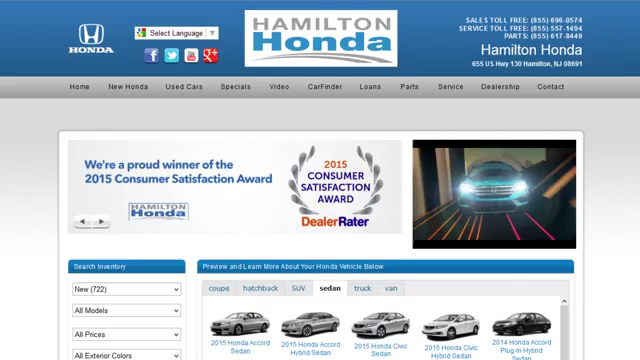 HONDA
Select Language
HAMILTON
Honda
SALES TOLL FREE: (855) 696-0574
SERVICE TOLL FREE: (855) 557-1494
PARTS: (855) 617-8449
Hamilton Honda
655 US Hwy 130 Hamilton, NJ 08691
Home New Honda Used Cars Specials Video CarFinder Loans Parts Service Dealership Contact
We're a proud winner of the
2015 Consumer Satisfaction Award
HAMILTON
Honda
2015
CONSUMER
SATISFACTION
AWARD
DealerRater
Search Inventory
New (722)
All Models
All Prices
All Exterior Colors
Preview and Learn More About Your Honda Vehicle Below
coupe hatchback SUV sedan truck van
2015 Honda Accord
Sedan
2015 Honda Accord
Hybrid Sedan
2015 Honda Civic
Sedan
2015 Honda Civic
Hybrid Sedan
2014 Honda Accord
Plug-In Hybrid
Sedan